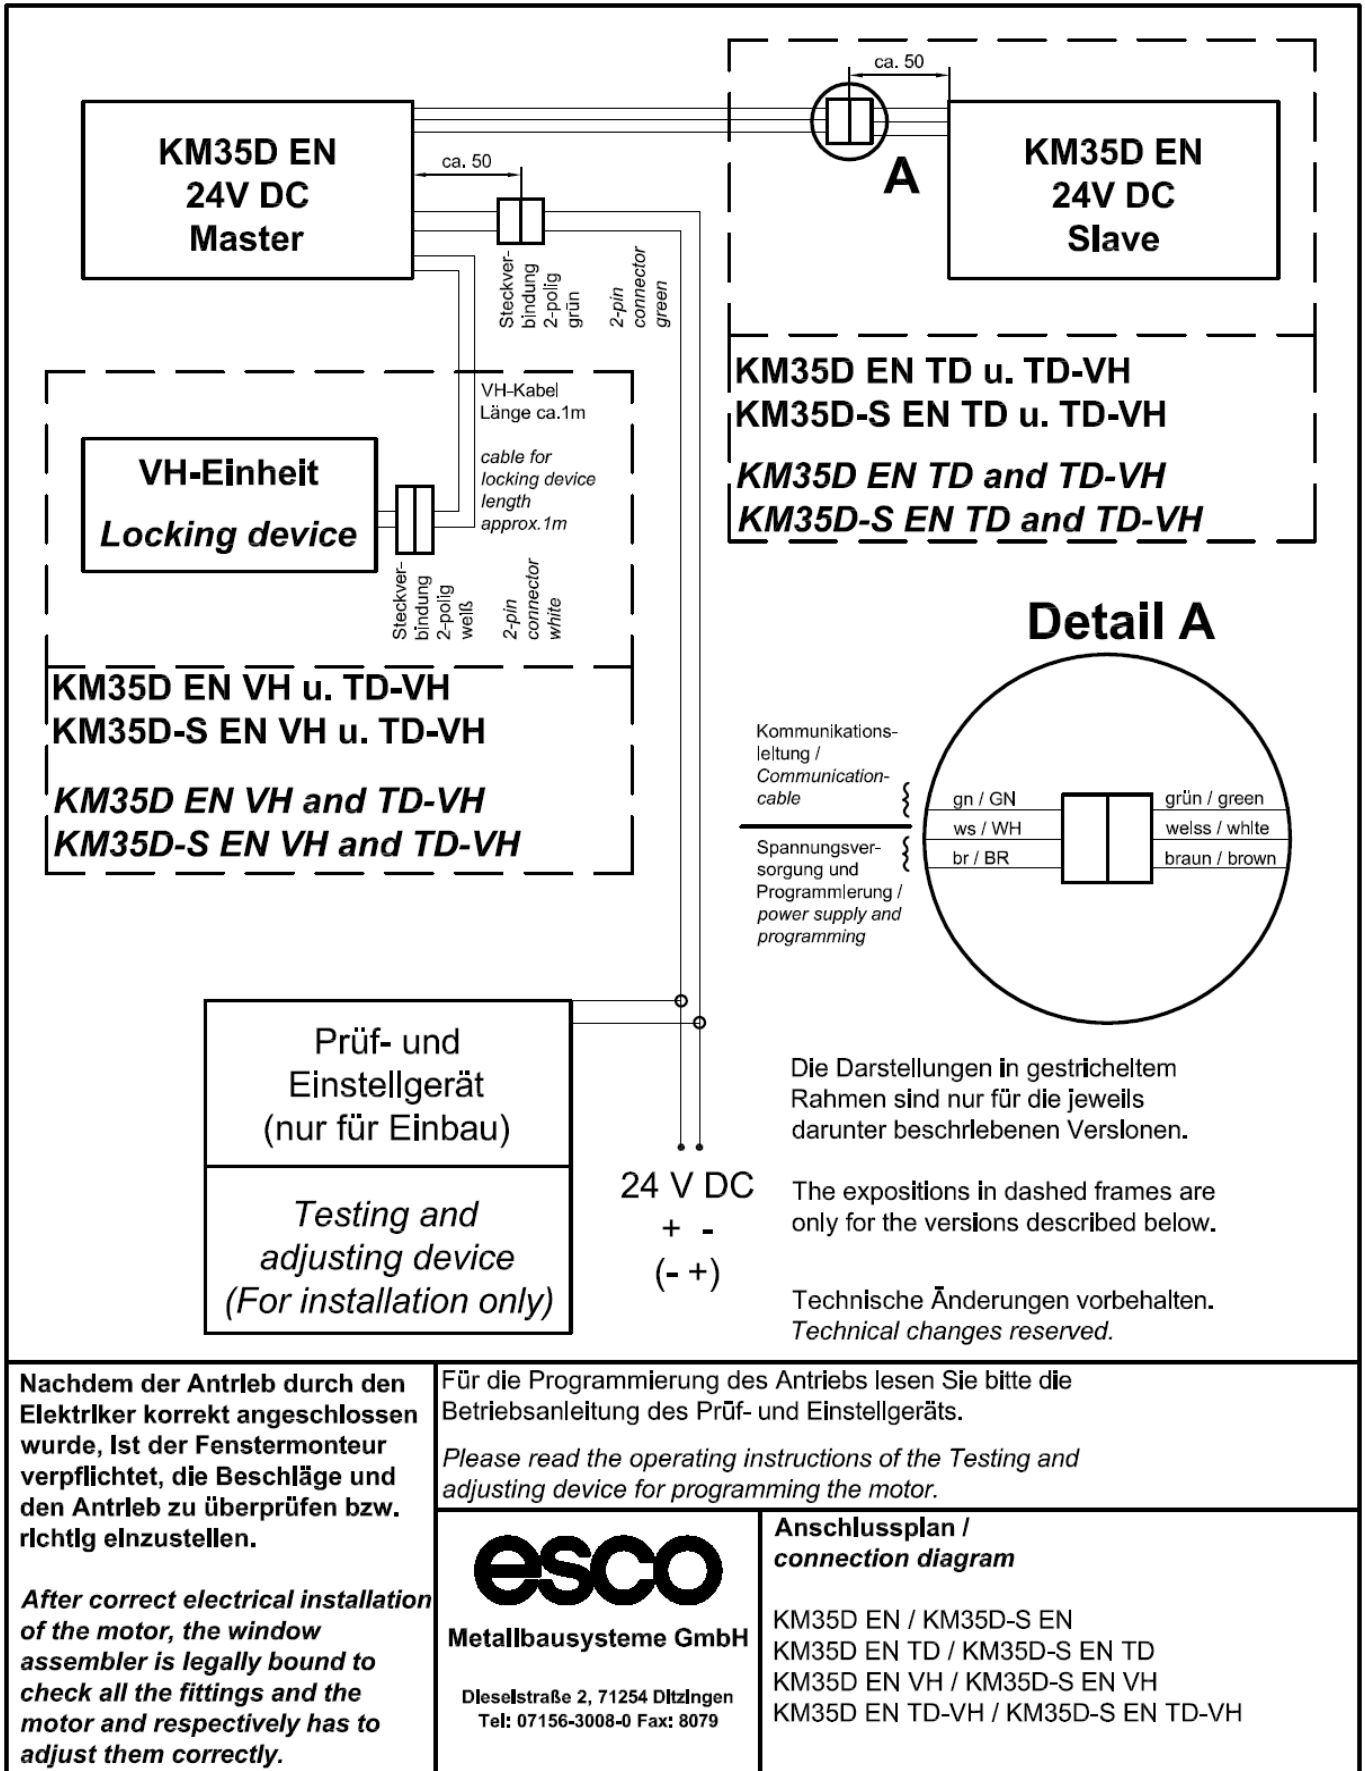 ca. 50
KM35D EN
24V DC
Master
ca. 50
A
KM35D EN
24V DC
Slave
Steckver-
bindung
2-polig
grün
2-pin
connector
green
KM35D EN TD u. TD-VH
KM35D-S EN TD u. TD-VH
KM35D EN TD and TD-VH
KM35D-S EN TD and TD-VH
VH-Kabel
Länge ca.1m
cable for
locking device
length
approx.1m
VH-Einheit
Locking device
Steckver-
bindung
2-polig
weiß
2-pin
connector
white
KM35D EN VH u. TD-VH
KM35D-S EN VH u. TD-VH
KM35D EN VH and TD-VH
KM35D-S EN VH and TD-VH
Detail A
Kommunikations-
leitung /
Communication-
cable
Spannungsver-
sorgung und
Programmierung /
power supply and
programming
gn / GN
ws / WH
br / BR
grün / green
welss / white
braun / brown
Prüf- und
Einstellgerät
(nur für Einbau)
Testing and
adjusting device
(For installation only)
24 V DC
+ -
(- +)
Die Darstellungen in gestricheltem
Rahmen sind nur für die jeweils
darunter beschriebenen Versionen.
The expositions in dashed frames are
only for the versions described below.
Technische Änderungen vorbehalten.
Technical changes reserved.
Nachdem der Antrieb durch den
Elektriker korrekt angeschlossen
wurde, ist der Fenstermonteur
verpflichtet, die Beschläge und
den Antrieb zu überprüfen bzw.
richtig einzustellen.
After correct electrical installation
of the motor, the window
assembler is legally bound to
check all the fittings and the
motor and respectively has to
adjust them correctly.
Für die Programmierung des Antriebs lesen Sie bitte die
Betriebsanleitung des Prüf- und Einstellgeräts.
Please read the operating instructions of the Testing and
adjusting device for programming the motor.
esco
Metallbausysteme GmbH
Dieselstraße 2, 71254 Ditzingen
Tel: 07156-3008-0 Fax: 8079
Anschlussplan /
connection diagram
KM35D EN / KM35D-S EN
KM35D EN TD / KM35D-S EN TD
KM35D EN VH / KM35D-S EN VH
KM35D EN TD-VH / KM35D-S EN TD-VH